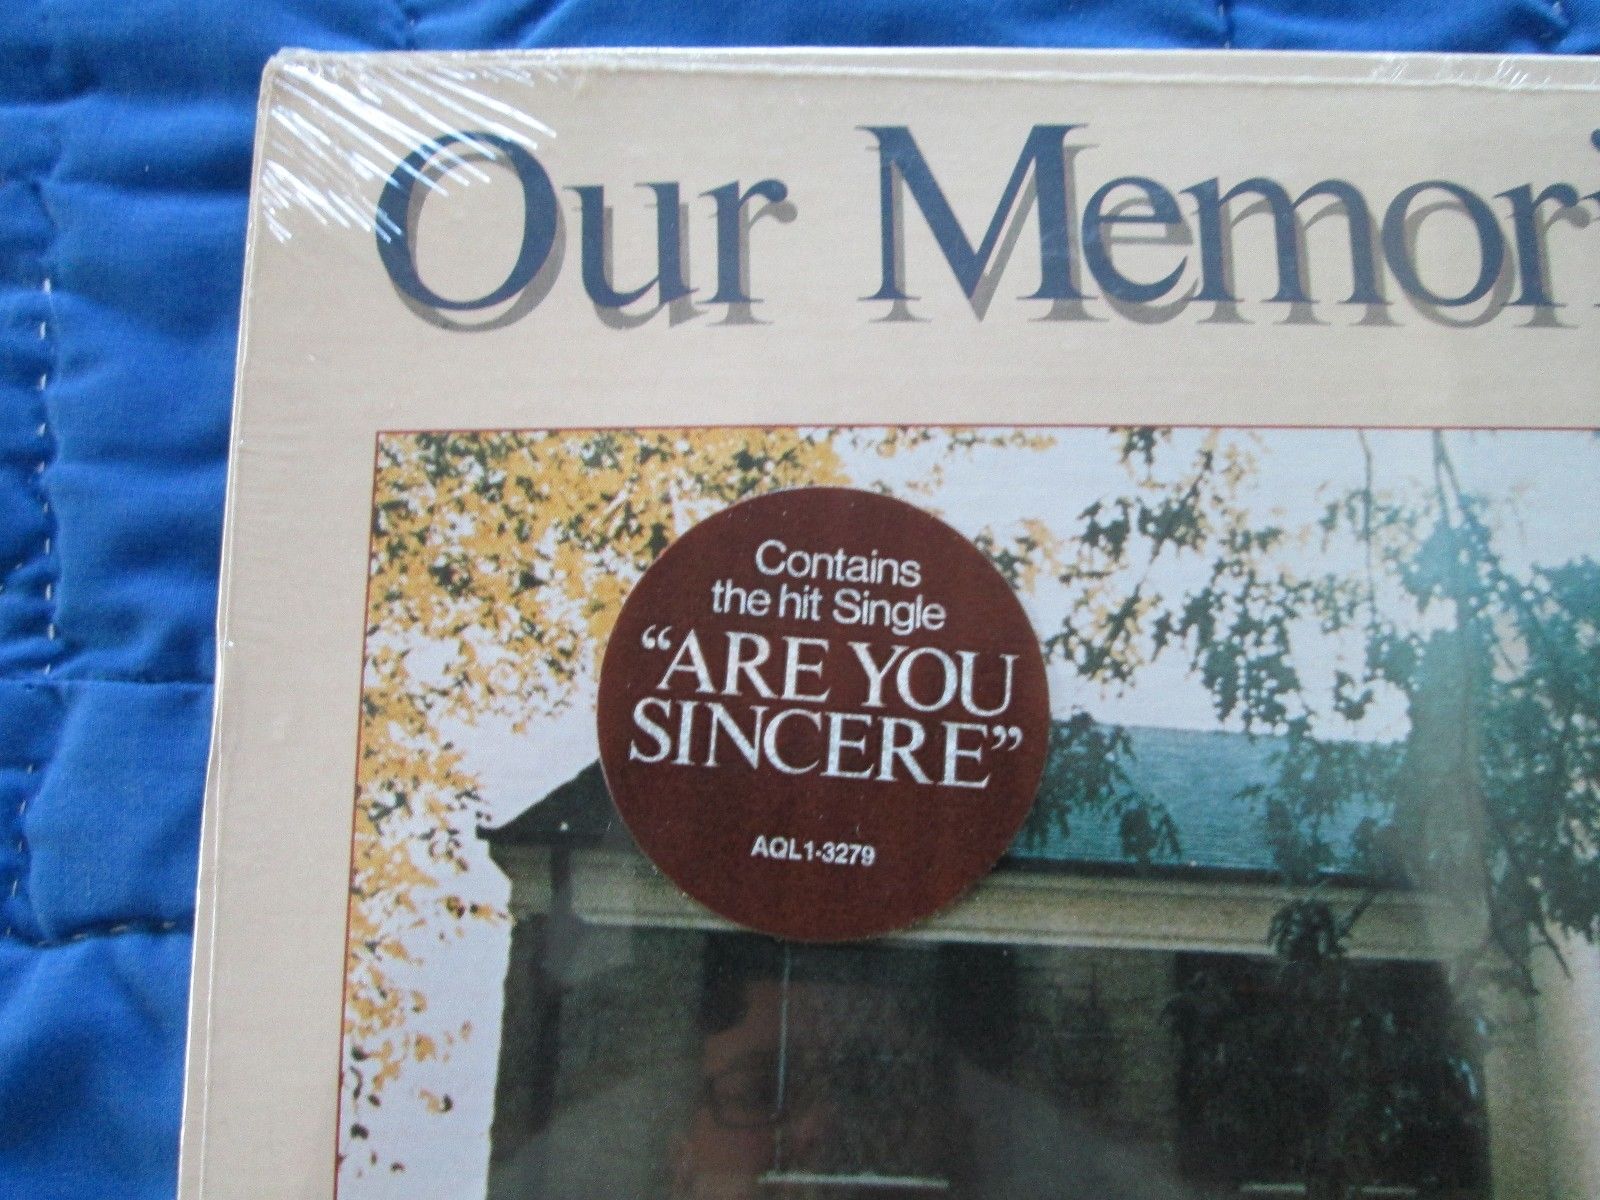 Our Memori
Contains
the hit Single
“ARE YOU
SINCERE”
AQL1-3279